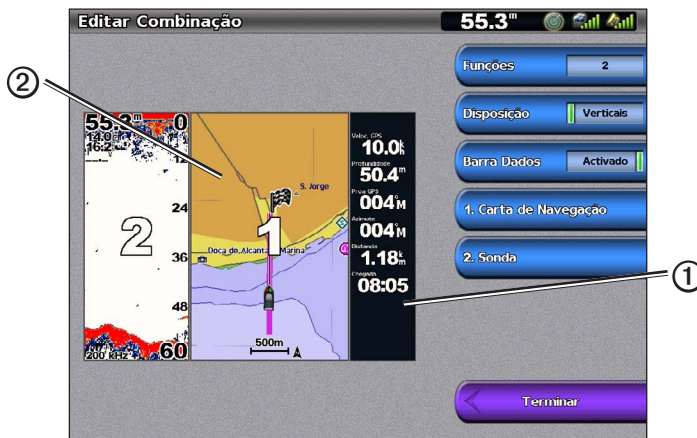 Editar Combinação
55.3ᵐ
Funções 2
Disposição Verticais
Barra Dados Activado
1. Carta de Navegação
2. Sonda
Terminar
②
①
55.3ᵐ 0
14.0
16.2
12
24
36
48
200 kHz 60
2
S. Jorge
1
Doca de Alcanta Marina
500m
Veloc. GPS
10.0
Profundidade
50.4ᵐ
Proa GPS
004°M
Azimute
004°M
Distância
1.18
Chegada
08:05